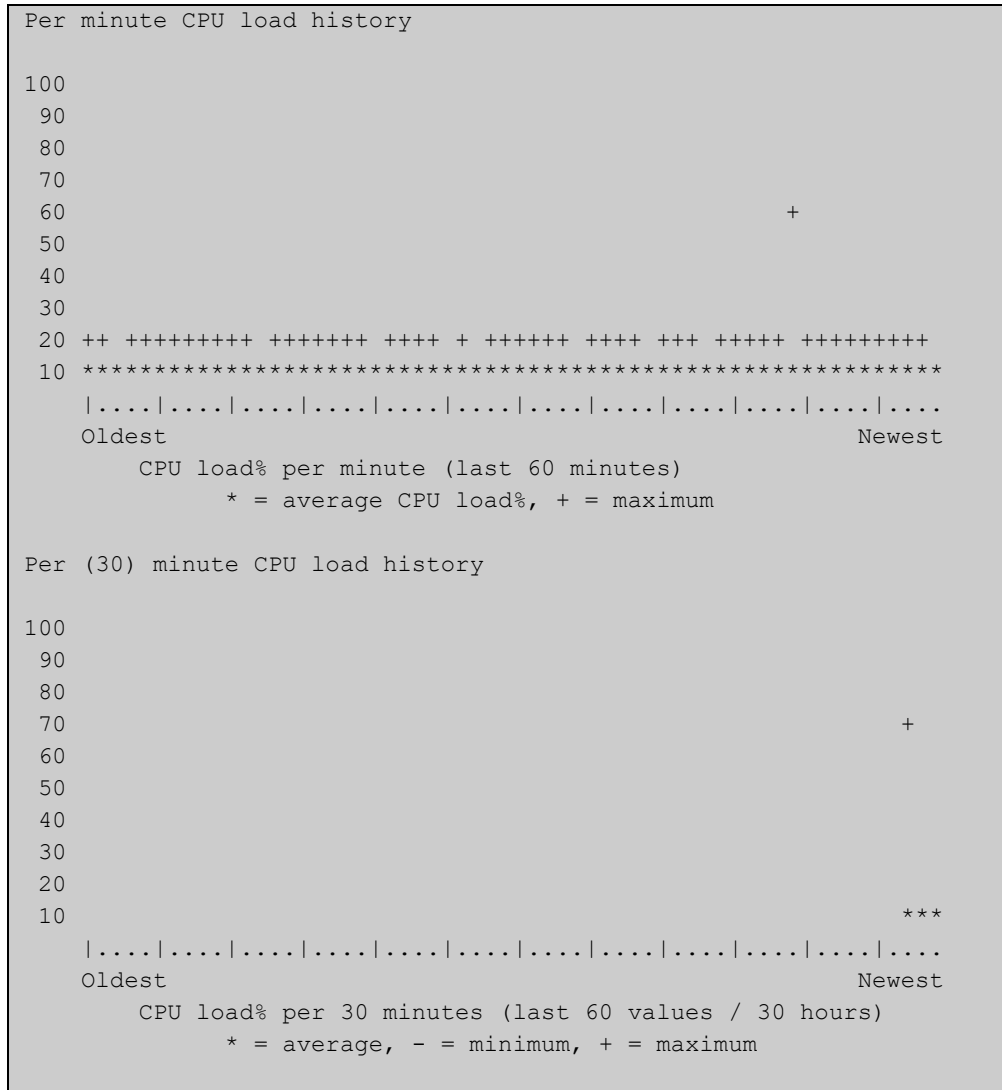 Per minute CPU load history
100
 90
 80
 70
 60                                                  +
 50
 40
 30
 20 ++ +++++++++ +++++++ ++++ + ++++++ ++++ +++ +++++ +++++++++
 10 ************************************************************
    |....|....|....|....|....|....|....|....|....|....|....|....
    Oldest                                                Newest
        CPU load% per minute (last 60 minutes)
              * = average CPU load%, + = maximum
Per (30) minute CPU load history
100
 90
 80
 70                                                          +
 60
 50
 40
 30
 20
 10                                                          ***
    |....|....|....|....|....|....|....|....|....|....|....|....
    Oldest                                                Newest
        CPU load% per 30 minutes (last 60 values / 30 hours)
              * = average, - = minimum, + = maximum